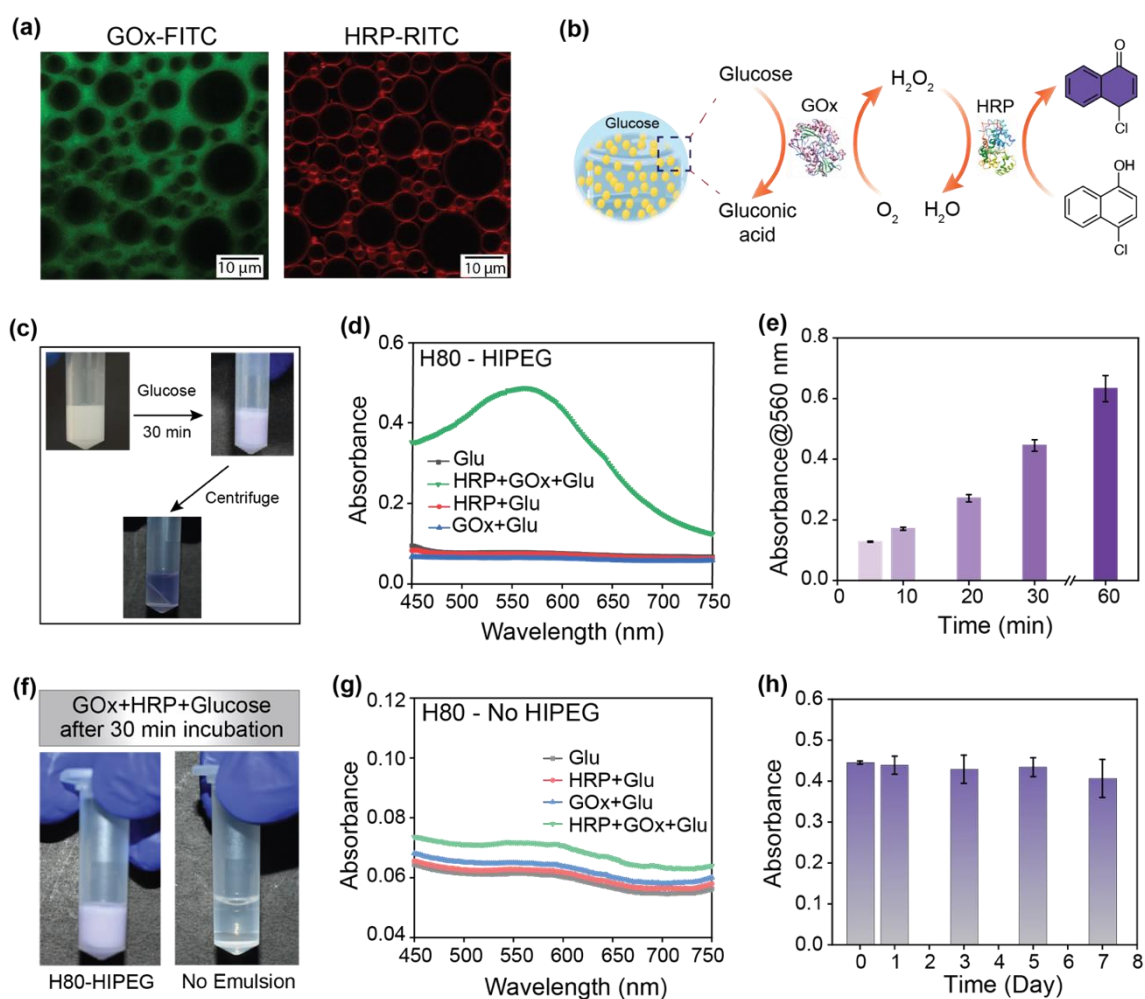 (a)
GOx-FITC
HRP-RITC
10 µm
10 µm
(b)
Glucose
Glucose
Gluconic
acid
GOx
H2O2
O2
H2O
HRP
O
Cl
OH
Cl
(c)
Glucose
30 min
Centrifuge
(d)
H80 - HIPEG
Glu
HRP+GOx+Glu
HRP+Glu
GOx+Glu
Absorbance
0.6
0.4
0.2
0.0
450 500 550 600 650 700 750
Wavelength (nm)
(e)
Absorbance@560 nm
0.8
0.6
0.4
0.2
0.0
0 10 20 30 60
Time (min)
(f)
GOx+HRP+Glucose
after 30 min incubation
H80-HIPEG
No Emulsion
(g)
H80 - No HIPEG
Glu
HRP+Glu
GOx+Glu
HRP+GOx+Glu
Absorbance
0.12
0.10
0.08
0.06
0.04
450 500 550 600 650 700 750
Wavelength (nm)
(h)
Absorbance
0.6
0.5
0.4
0.3
0.2
0.1
0.0
0 1 2 3 4 5 6 7 8
Time (Day)